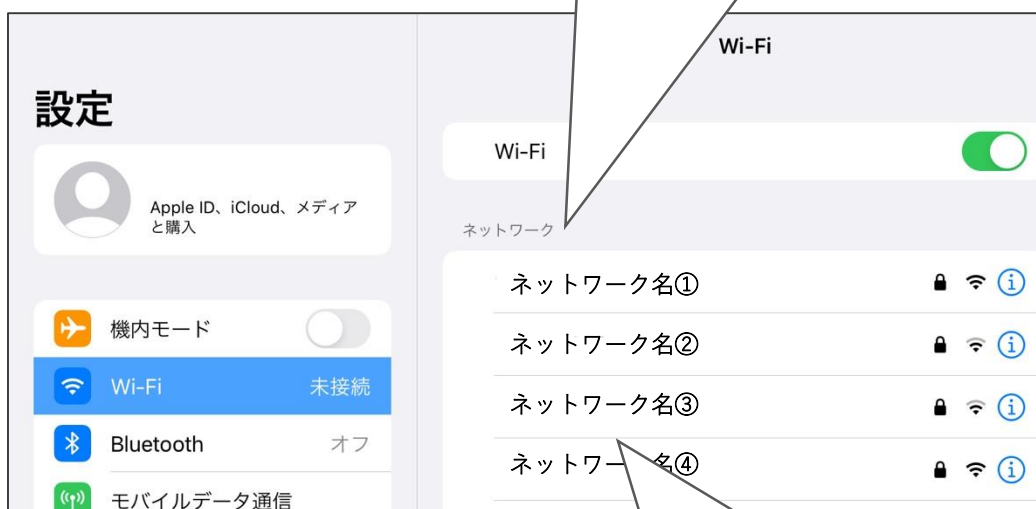 設定
Apple ID、iCloud、メディア
と購入
機内モード
Wi-Fi 未接続
Bluetooth オフ
モバイルデータ通信
Wi-Fi
Wi-Fi
ネットワーク
ネットワーク名①
ネットワーク名②
ネットワーク名③
ネットワー 名④